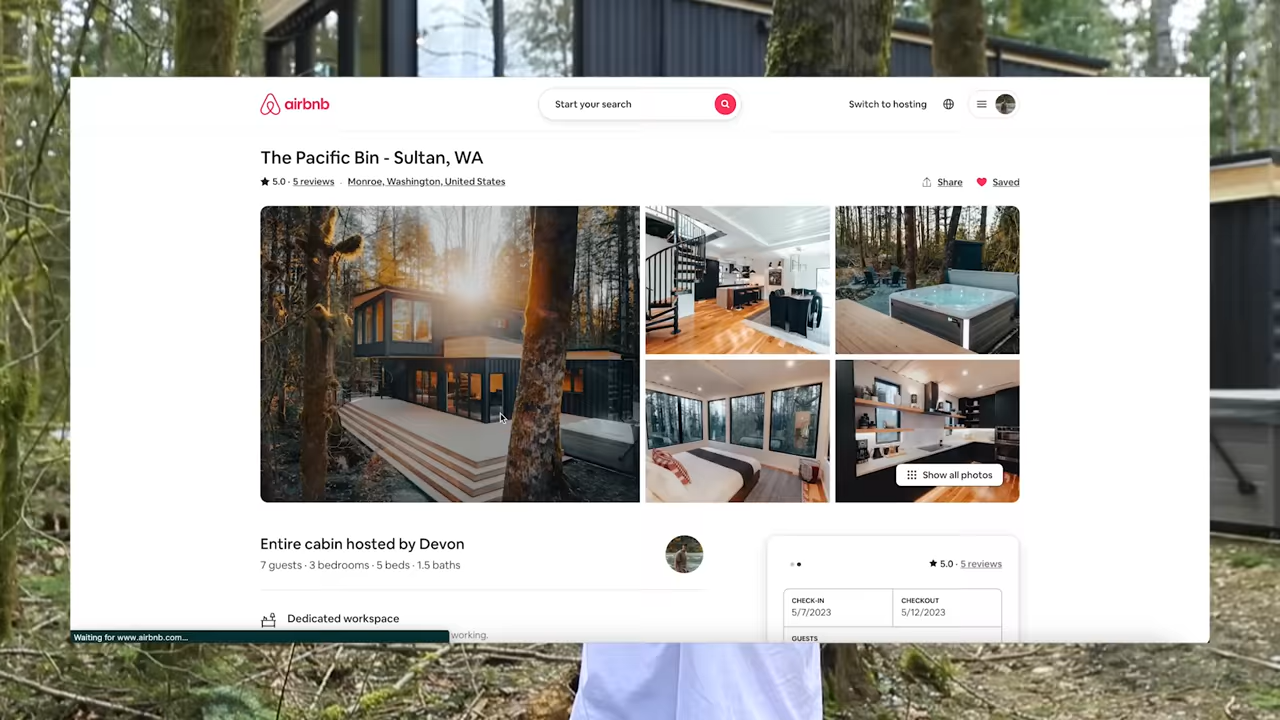 airbnb
Start your search
Switch to hosting
The Pacific Bin - Sultan, WA
5.0 · 5 reviews · Monroe, Washington, United States
Share
Saved
Show all photos
Entire cabin hosted by Devon
7 guests · 3 bedrooms · 5 beds · 1.5 baths
5.0 · 5 reviews
CHECK-IN
5/7/2023
CHECKOUT
5/12/2023
Dedicated workspace
working.
GUESTS
Waiting for www.airbnb.com...